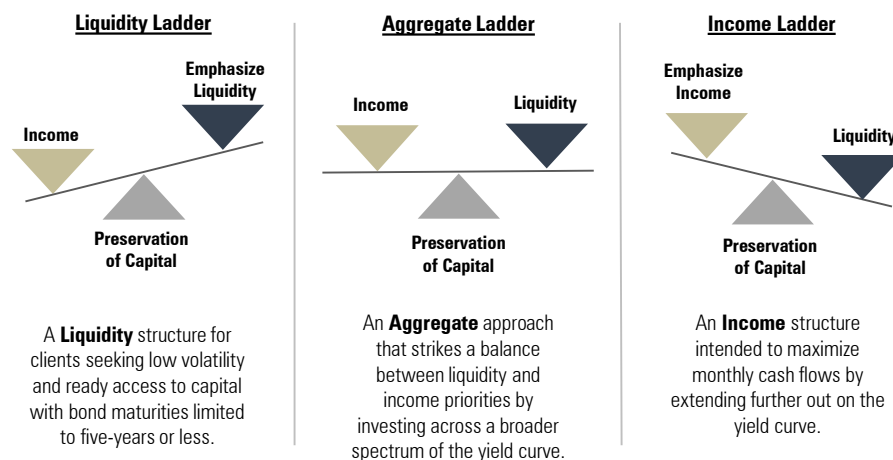 Liquidity Ladder
Emphasize
Liquidity
Income
Preservation
of Capital
A Liquidity structure for
clients seeking low volatility
and ready access to capital
with bond maturities limited
to five-years or less.
Aggregate Ladder
Income
Liquidity
Preservation
of Capital
An Aggregate approach
that strikes a balance
between liquidity and
income priorities by
investing across a broader
spectrum of the yield curve.
Income Ladder
Emphasize
Income
Liquidity
Preservation
of Capital
An Income structure
intended to maximize
monthly cash flows by
extending further out on the
yield curve.